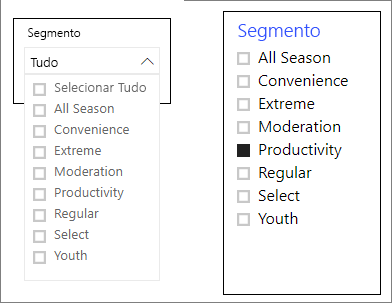 Segmento
Tudo
Selecionar Tudo
All Season
Convenience
Extreme
Moderation
Productivity
Regular
Select
Youth
Segmento
All Season
Convenience
Extreme
Moderation
Productivity
Regular
Select
Youth